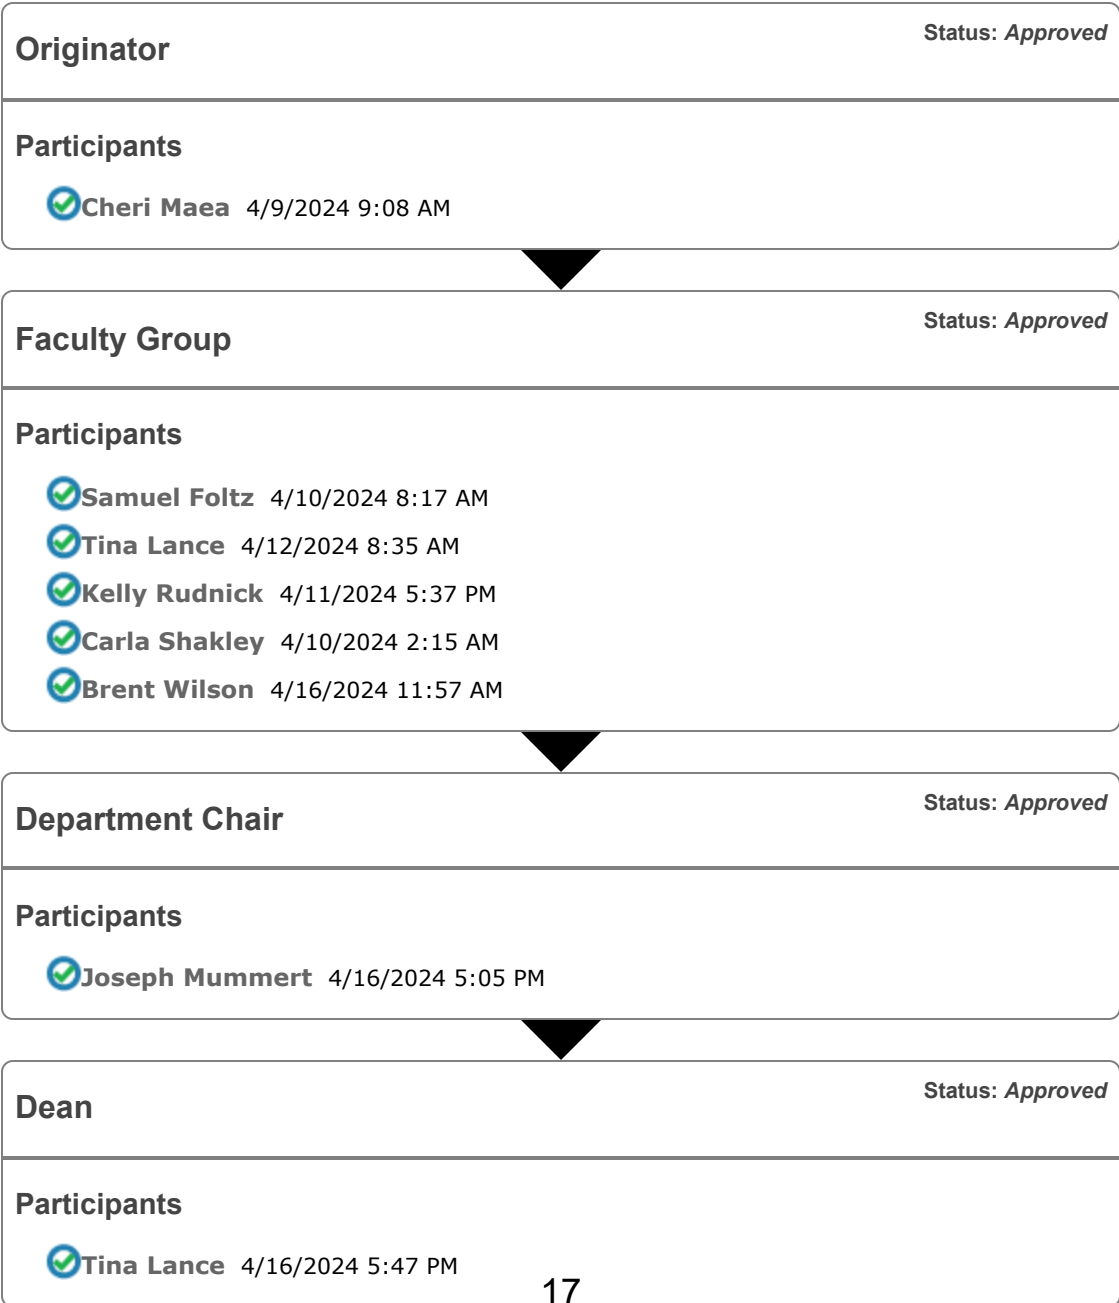 Originator
Status: Approved
Participants
Cheri Maea 4/9/2024 9:08 AM
Faculty Group
Status: Approved
Participants
Samuel Foltz 4/10/2024 8:17 AM
Tina Lance 4/12/2024 8:35 AM
Kelly Rudnick 4/11/2024 5:37 PM
Carla Shakley 4/10/2024 2:15 AM
Brent Wilson 4/16/2024 11:57 AM
Department Chair
Status: Approved
Participants
Joseph Mummert 4/16/2024 5:05 PM
Dean
Status: Approved
Participants
Tina Lance 4/16/2024 5:47 PM
17